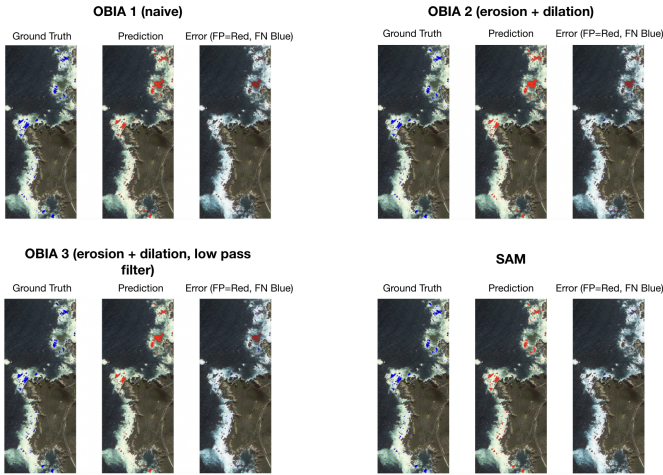 OBIA 1 (naive)
Ground Truth Prediction Error (FP=Red, FN Blue)
OBIA 2 (erosion + dilation)
Ground Truth Prediction Error (FP=Red, FN Blue)
OBIA 3 (erosion + dilation, low pass
filter)
Ground Truth Prediction Error (FP=Red, FN Blue)
SAM
Ground Truth Prediction Error (FP=Red, FN Blue)